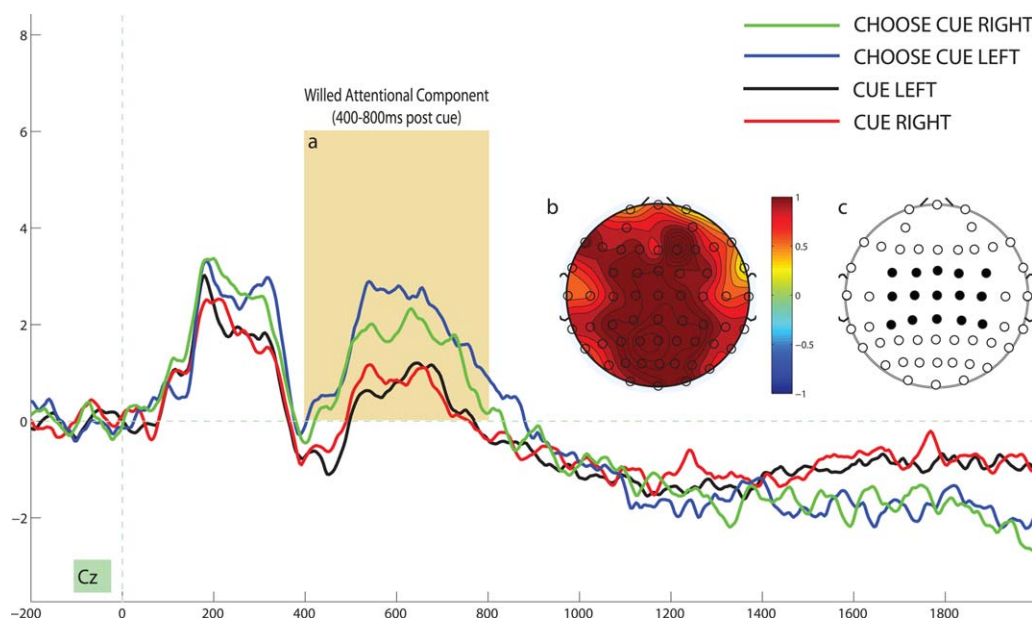 8
CHOOSE CUE RIGHT
CHOOSE CUE LEFT
CUE LEFT
CUE RIGHT
Willed Attentional Component
(400-800ms post cue)
6
a
4
b
1
c
0.5
2
0
−0.5
−1
0
−2
Cz
−200
0
200
400
600
800
1000
1200
1400
1600
1800